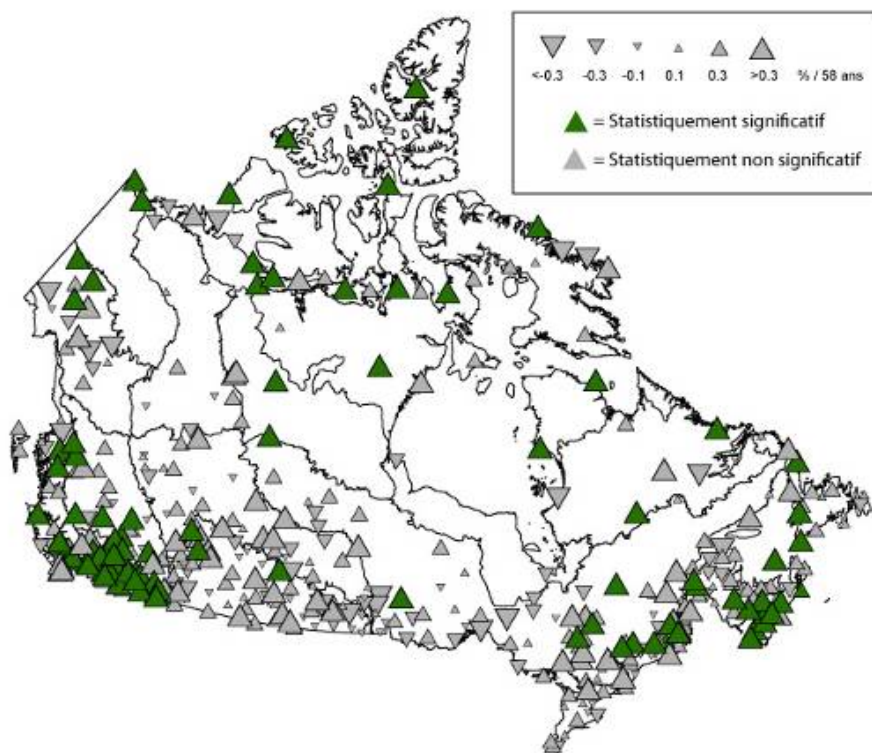 <-0.3 -0.3 -0.1 0.1 0.3 >0.3 % / 58 ans
= Statistiquement significatif
= Statistiquement non significatif